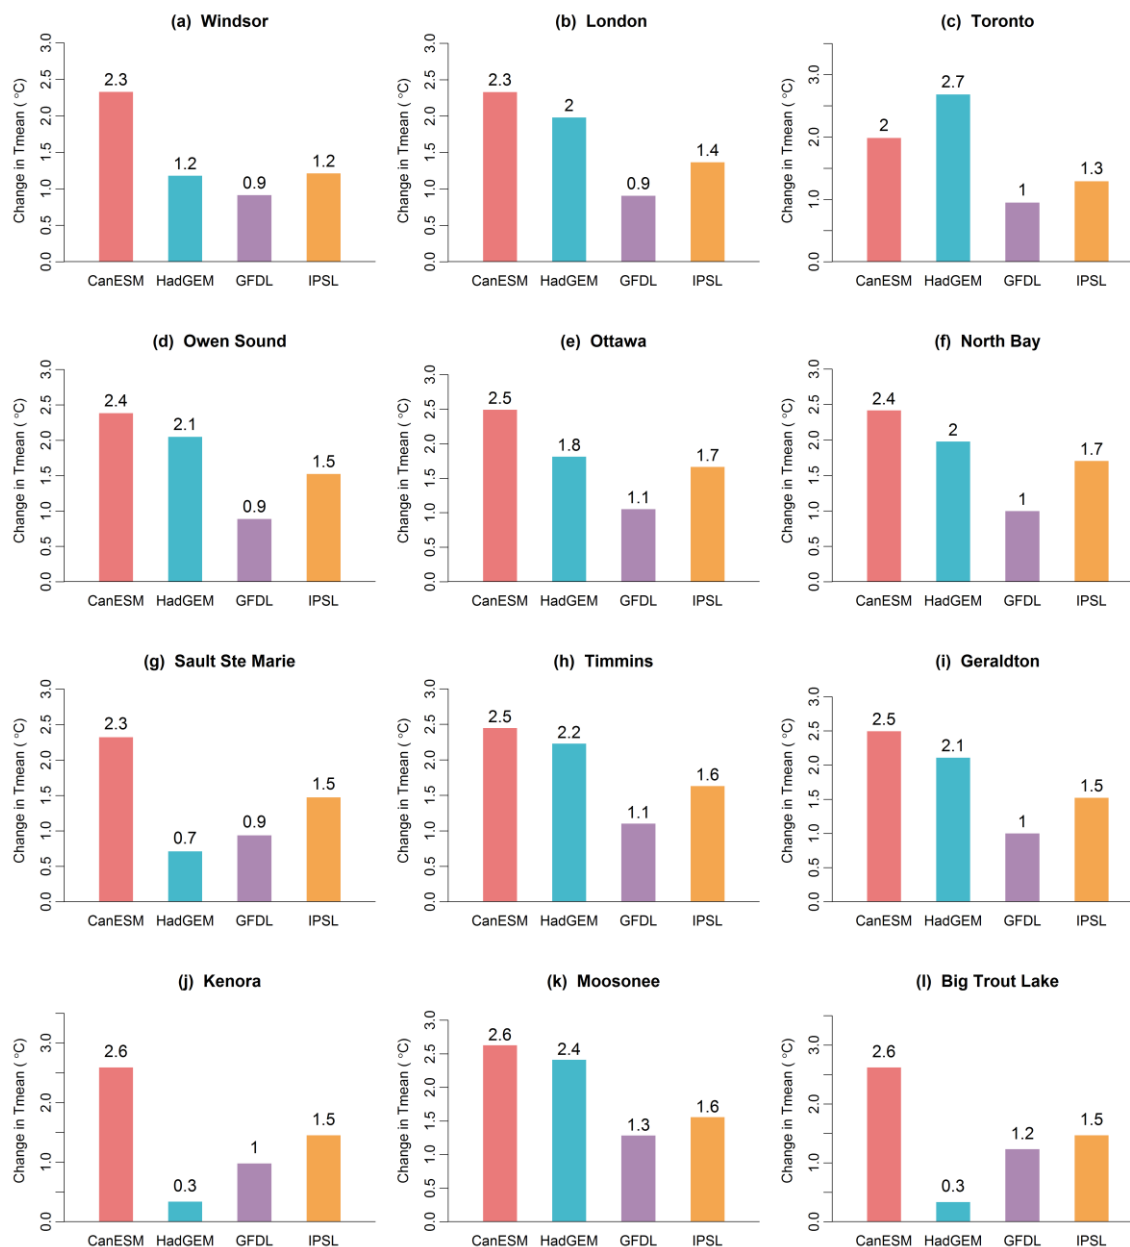 (a) Windsor
Change in Tmean ( °C)
0.0 0.5 1.0 1.5 2.0 2.5 3.0
2.3 1.2 0.9 1.2
CanESM HadGEM GFDL IPSL
(b) London
Change in Tmean ( °C)
0.0 0.5 1.0 1.5 2.0 2.5 3.0
2.3 2 0.9 1.4
CanESM HadGEM GFDL IPSL
(c) Toronto
Change in Tmean ( °C)
0.0 1.0 2.0 3.0
2 2.7 1 1.3
CanESM HadGEM GFDL IPSL
(d) Owen Sound
Change in Tmean ( °C)
0.0 0.5 1.0 1.5 2.0 2.5 3.0
2.4 2.1 0.9 1.5
CanESM HadGEM GFDL IPSL
(e) Ottawa
Change in Tmean ( °C)
0.0 0.5 1.0 1.5 2.0 2.5 3.0
2.5 1.8 1.1 1.7
CanESM HadGEM GFDL IPSL
(f) North Bay
Change in Tmean ( °C)
0.0 0.5 1.0 1.5 2.0 2.5 3.0
2.4 2 1 1.7
CanESM HadGEM GFDL IPSL
(g) Sault Ste Marie
Change in Tmean ( °C)
0.0 0.5 1.0 1.5 2.0 2.5 3.0
2.3 0.7 0.9 1.5
CanESM HadGEM GFDL IPSL
(h) Timmins
Change in Tmean ( °C)
0.0 0.5 1.0 1.5 2.0 2.5 3.0
2.5 2.2 1.1 1.6
CanESM HadGEM GFDL IPSL
(i) Geraldton
Change in Tmean ( °C)
0.0 0.5 1.0 1.5 2.0 2.5 3.0
2.5 2.1 1 1.5
CanESM HadGEM GFDL IPSL
(j) Kenora
Change in Tmean ( °C)
0.0 1.0 2.0 3.0
2.6 0.3 1 1.5
CanESM HadGEM GFDL IPSL
(k) Moosonee
Change in Tmean ( °C)
0.0 0.5 1.0 1.5 2.0 2.5 3.0
2.6 2.4 1.3 1.6
CanESM HadGEM GFDL IPSL
(l) Big Trout Lake
Change in Tmean ( °C)
0.0 1.0 2.0 3.0
2.6 0.3 1.2 1.5
CanESM HadGEM GFDL IPSL